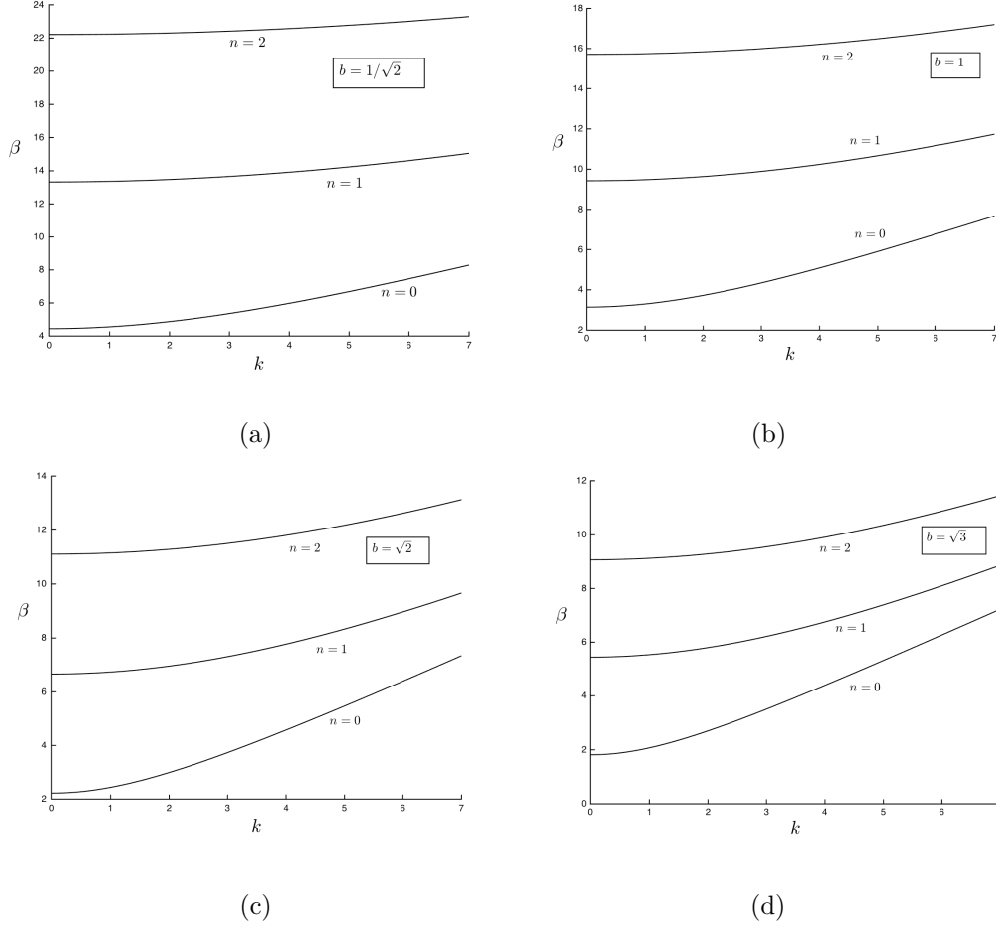 24
22
20
18
16
14
12
10
8
6
4
β
n = 2
b = 1/√2
n = 1
n = 0
0 1 2 3 4 5 6 7
k
(a)
18
16
14
12
10
8
6
4
2
β
n = 2
b = 1
n = 1
n = 0
0 1 2 3 4 5 6 7
k
(b)
14
12
10
8
6
4
2
β
n = 2
b = √2
n = 1
n = 0
0 1 2 3 4 5 6 7
k
(c)
12
10
8
6
4
2
0
β
n = 2
b = √3
n = 1
n = 0
0 1 2 3 4 5 6
k
(d)